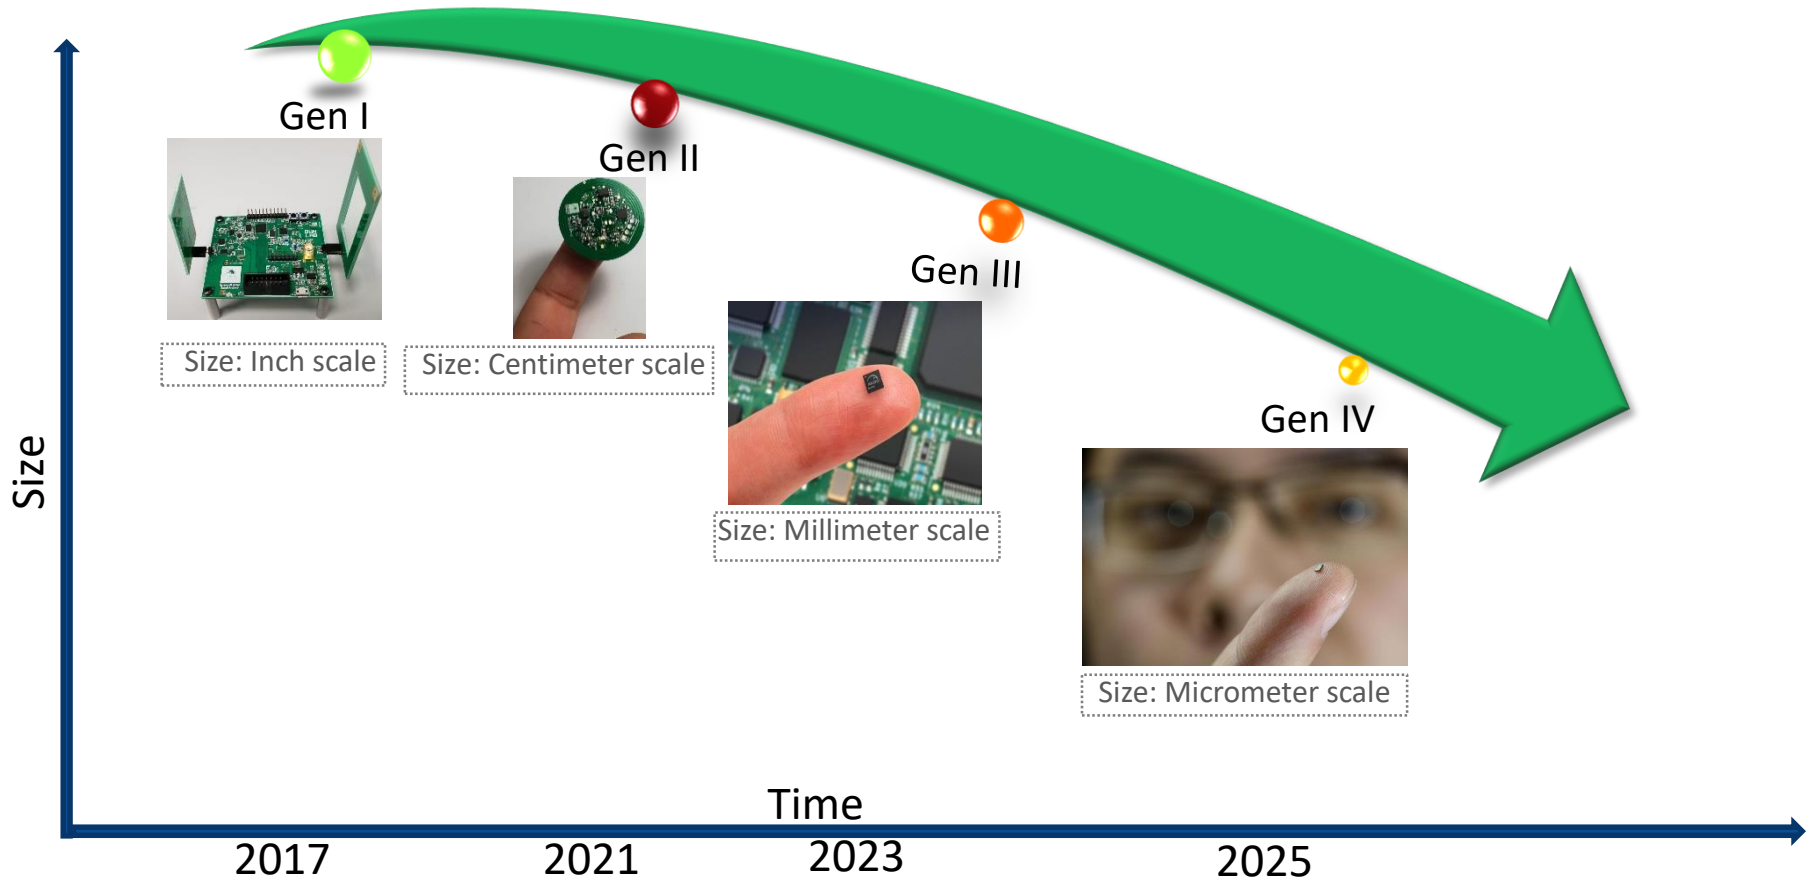 Gen I
Gen II
Gen III
Gen IV
Size: Inch scale
Size: Centimeter scale
Size: Millimeter scale
Size: Micrometer scale
Size
Time
2017
2021
2023
2025